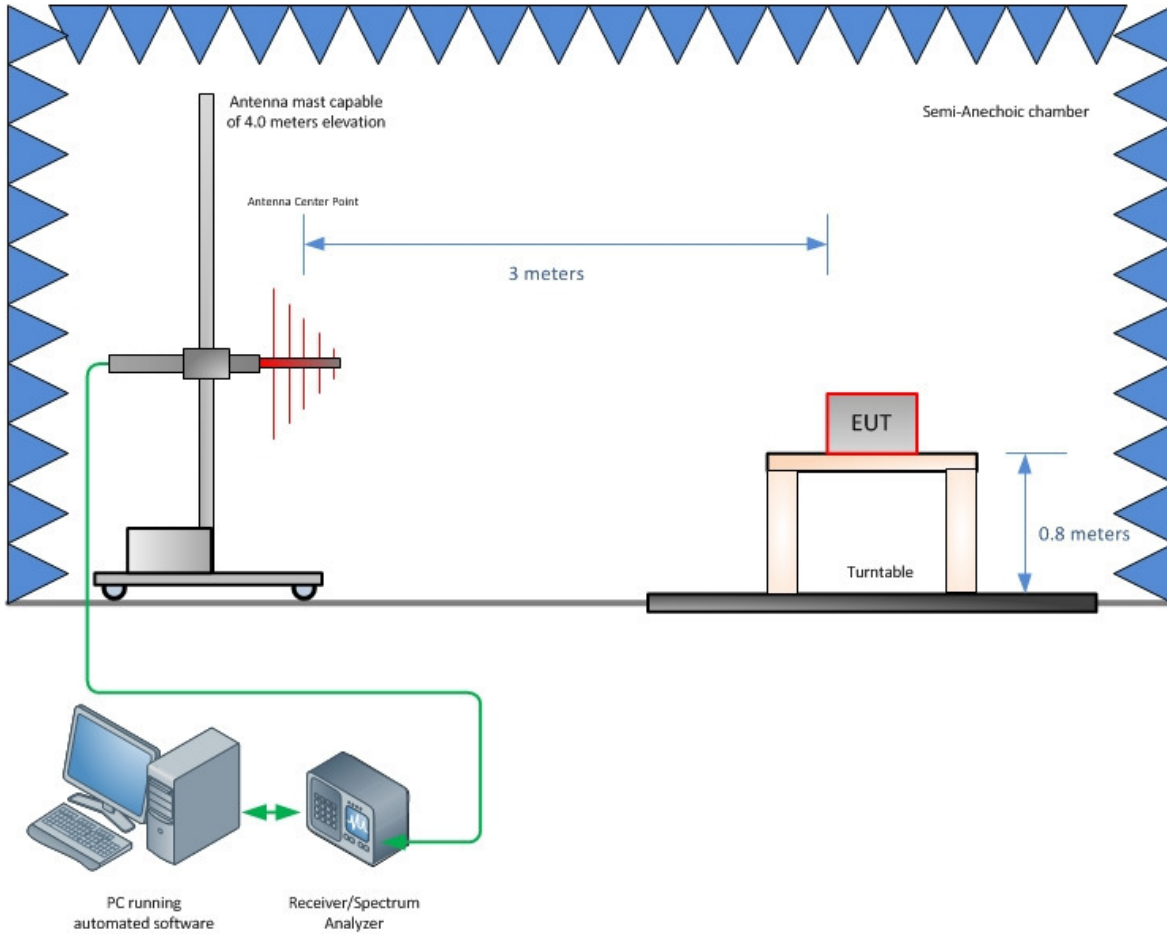 Antenna mast capable
of 4.0 meters elevation
Semi-Anechoic chamber
Antenna Center Point
3 meters
EUT
0.8 meters
Turntable
PC running
automated software
Receiver/Spectrum
Analyzer